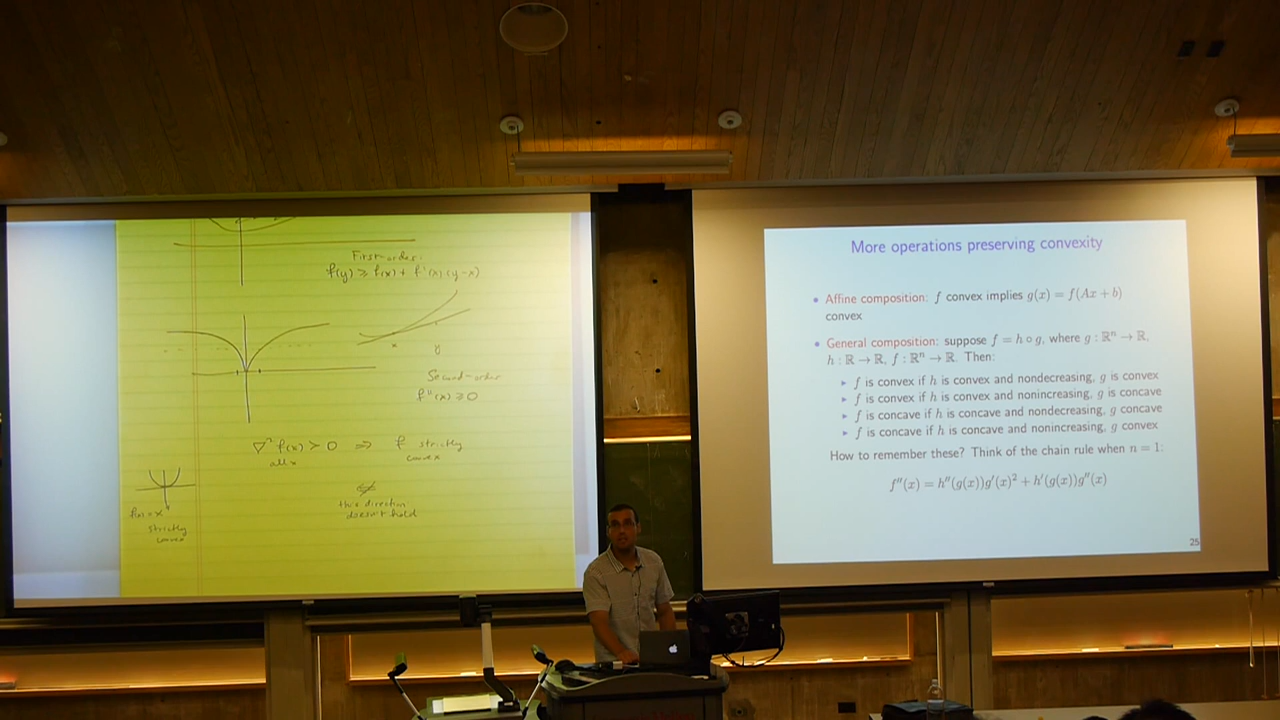 First-order:
f(y) ≥ f(x) + f'(x)(y-x)
y
Second-order
f"(x) ≥ 0
∇² f(x) > 0 ⇒ f strictly
all x convex
⇍
this direction
doesn't hold
strictly
convex
More operations preserving convexity
• Affine composition: f convex implies g(x) = f(Ax + b)
convex
• General composition: suppose f = h ∘ g, where g : ℝⁿ → ℝ,
h : ℝ → ℝ, f : ℝⁿ → ℝ. Then:
▸ f is convex if h is convex and nondecreasing, g is convex
▸ f is convex if h is convex and nonincreasing, g is concave
▸ f is concave if h is concave and nondecreasing, g concave
▸ f is concave if h is concave and nonincreasing, g convex
How to remember these? Think of the chain rule when n = 1:
f''(x) = h''(g(x))g'(x)² + h'(g(x))g''(x)
25